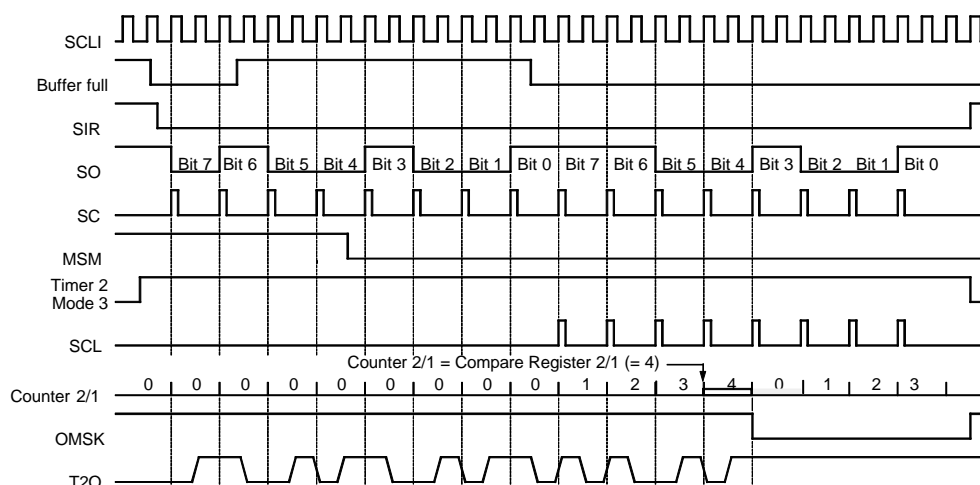 SCLI
Buffer full
SIR
SO
Bit 7 Bit 6 Bit 5 Bit 4 Bit 3 Bit 2 Bit 1 Bit 0 Bit 7 Bit 6 Bit 5 Bit 4 Bit 3 Bit 2 Bit 1 Bit 0
SC
MSM
Timer 2
Mode 3
SCL
Counter 2/1 = Compare Register 2/1 (= 4)
Counter 2/1
0 0 0 0 0 0 0 0 0 1 2 3 4 0 1 2 3
OMSK
T2O